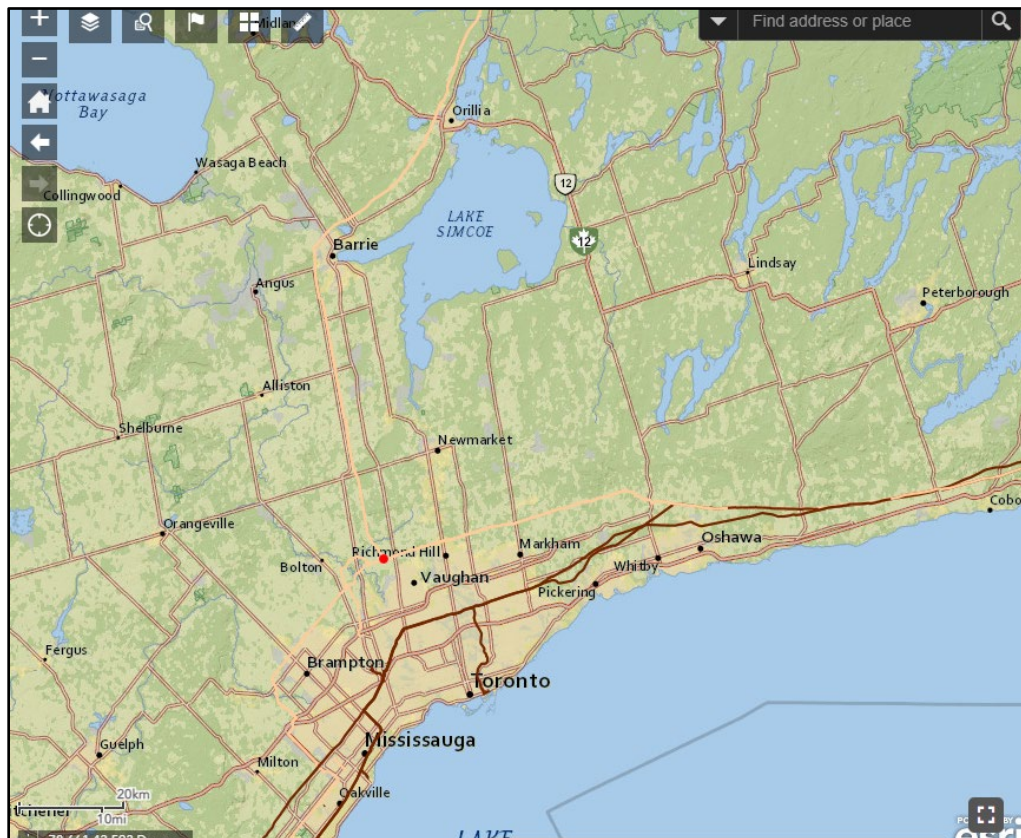 Midlan
Find address or place
Nottawasaga
Bay
Orillia
Wasaga Beach
12
Collingwood
LAKE
SIMCOE
12
Barrie
Lindsay
Angus
Peterborough
Alliston
Shelburne
Newmarket
Orangeville
Cobo
Oshawa
Richmond Hill
Markham
Bolton
Whitby
Vaughan
Pickering
Fergus
Brampton
Toronto
Mississauga
Guelph
Milton
20km
Oakville
10mi
tchener
LAKE